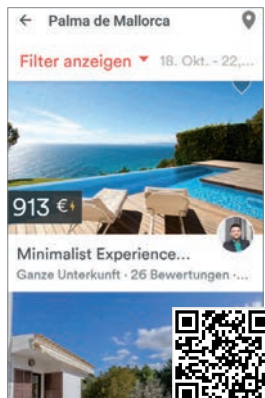 ← Palma de Mallorca
Filter anzeigen ▼ 18. Okt. - 22,...
913 €
Minimalist Experience...
Ganze Unterkunft · 26 Bewertungen ·...